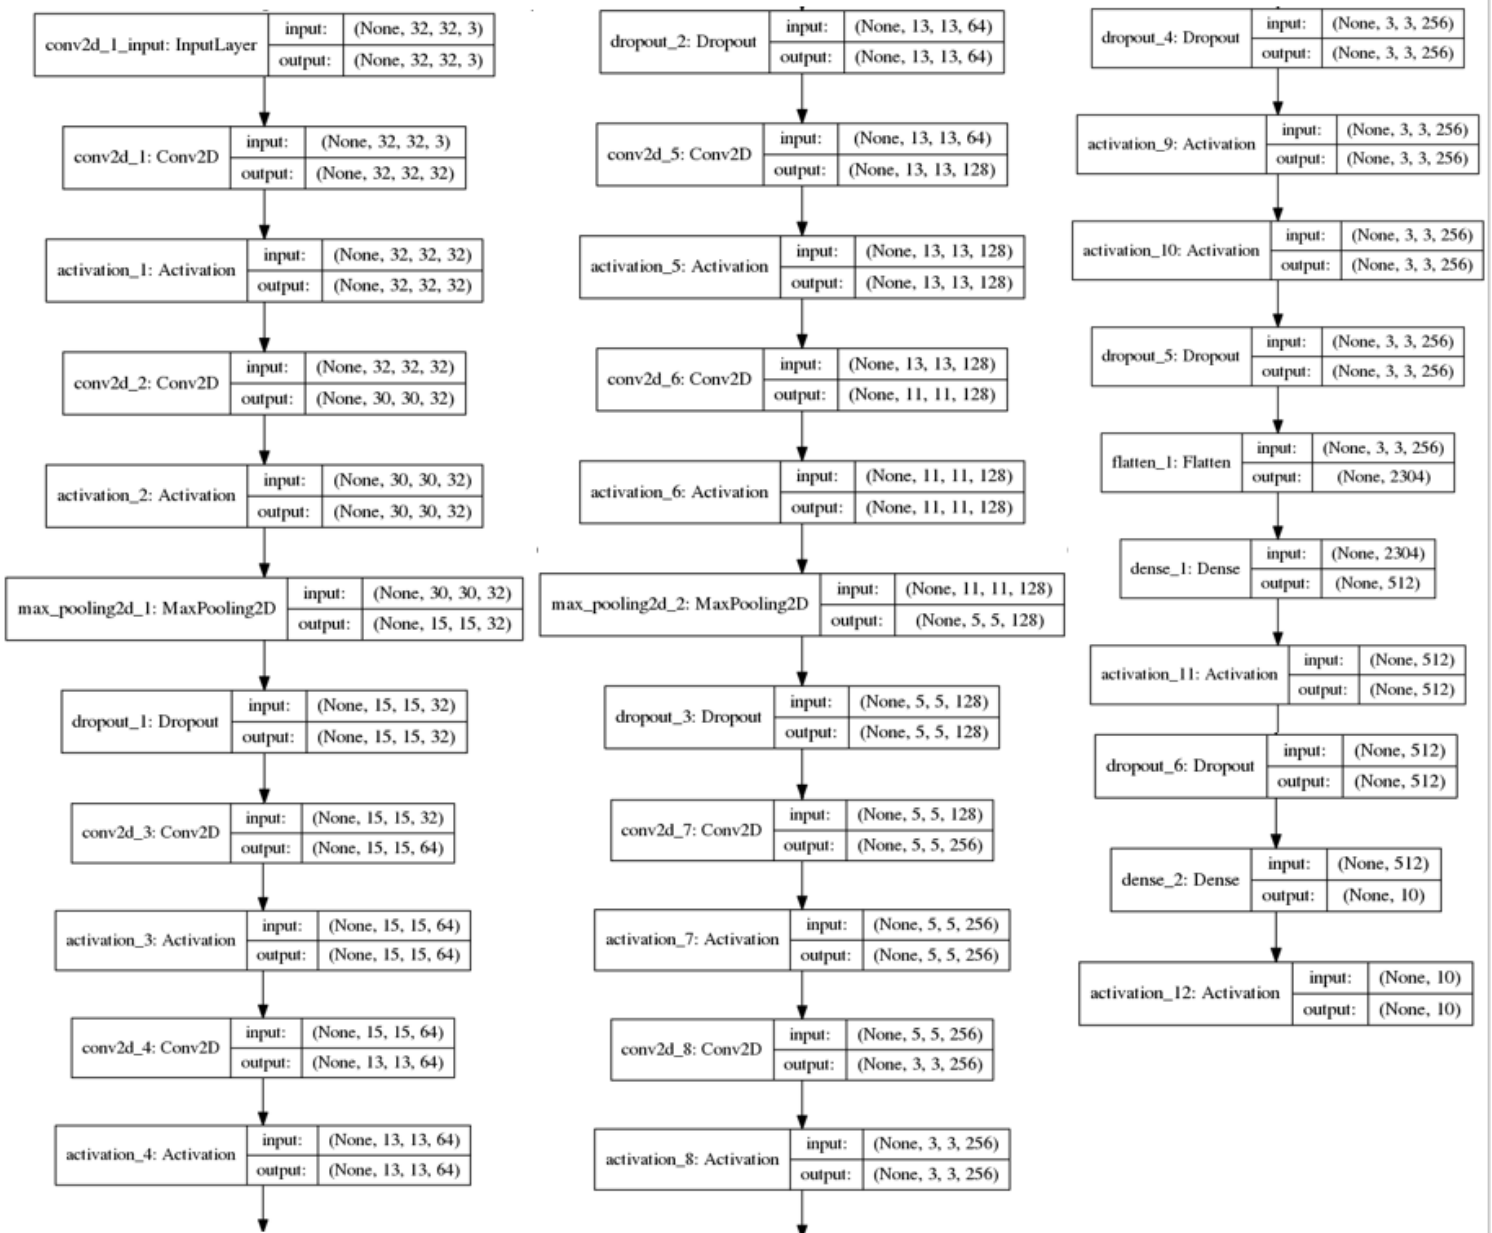 conv2d_1_input: InputLayer
input: (None, 32, 32, 3)
output: (None, 32, 32, 3)
conv2d_1: Conv2D
input: (None, 32, 32, 3)
output: (None, 32, 32, 32)
activation_1: Activation
input: (None, 32, 32, 32)
output: (None, 32, 32, 32)
conv2d_2: Conv2D
input: (None, 32, 32, 32)
output: (None, 30, 30, 32)
activation_2: Activation
input: (None, 30, 30, 32)
output: (None, 30, 30, 32)
max_pooling2d_1: MaxPooling2D
input: (None, 30, 30, 32)
output: (None, 15, 15, 32)
dropout_1: Dropout
input: (None, 15, 15, 32)
output: (None, 15, 15, 32)
conv2d_3: Conv2D
input: (None, 15, 15, 32)
output: (None, 15, 15, 64)
activation_3: Activation
input: (None, 15, 15, 64)
output: (None, 15, 15, 64)
conv2d_4: Conv2D
input: (None, 15, 15, 64)
output: (None, 13, 13, 64)
activation_4: Activation
input: (None, 13, 13, 64)
output: (None, 13, 13, 64)
dropout_2: Dropout
input: (None, 13, 13, 64)
output: (None, 13, 13, 64)
conv2d_5: Conv2D
input: (None, 13, 13, 64)
output: (None, 13, 13, 128)
activation_5: Activation
input: (None, 13, 13, 128)
output: (None, 13, 13, 128)
conv2d_6: Conv2D
input: (None, 13, 13, 128)
output: (None, 11, 11, 128)
activation_6: Activation
input: (None, 11, 11, 128)
output: (None, 11, 11, 128)
max_pooling2d_2: MaxPooling2D
input: (None, 11, 11, 128)
output: (None, 5, 5, 128)
dropout_3: Dropout
input: (None, 5, 5, 128)
output: (None, 5, 5, 128)
conv2d_7: Conv2D
input: (None, 5, 5, 128)
output: (None, 5, 5, 256)
activation_7: Activation
input: (None, 5, 5, 256)
output: (None, 5, 5, 256)
conv2d_8: Conv2D
input: (None, 5, 5, 256)
output: (None, 3, 3, 256)
activation_8: Activation
input: (None, 3, 3, 256)
output: (None, 3, 3, 256)
dropout_4: Dropout
input: (None, 3, 3, 256)
output: (None, 3, 3, 256)
activation_9: Activation
input: (None, 3, 3, 256)
output: (None, 3, 3, 256)
activation_10: Activation
input: (None, 3, 3, 256)
output: (None, 3, 3, 256)
dropout_5: Dropout
input: (None, 3, 3, 256)
output: (None, 3, 3, 256)
flatten_1: Flatten
input: (None, 3, 3, 256)
output: (None, 2304)
dense_1: Dense
input: (None, 2304)
output: (None, 512)
activation_11: Activation
input: (None, 512)
output: (None, 512)
dropout_6: Dropout
input: (None, 512)
output: (None, 512)
dense_2: Dense
input: (None, 512)
output: (None, 10)
activation_12: Activation
input: (None, 10)
output: (None, 10)